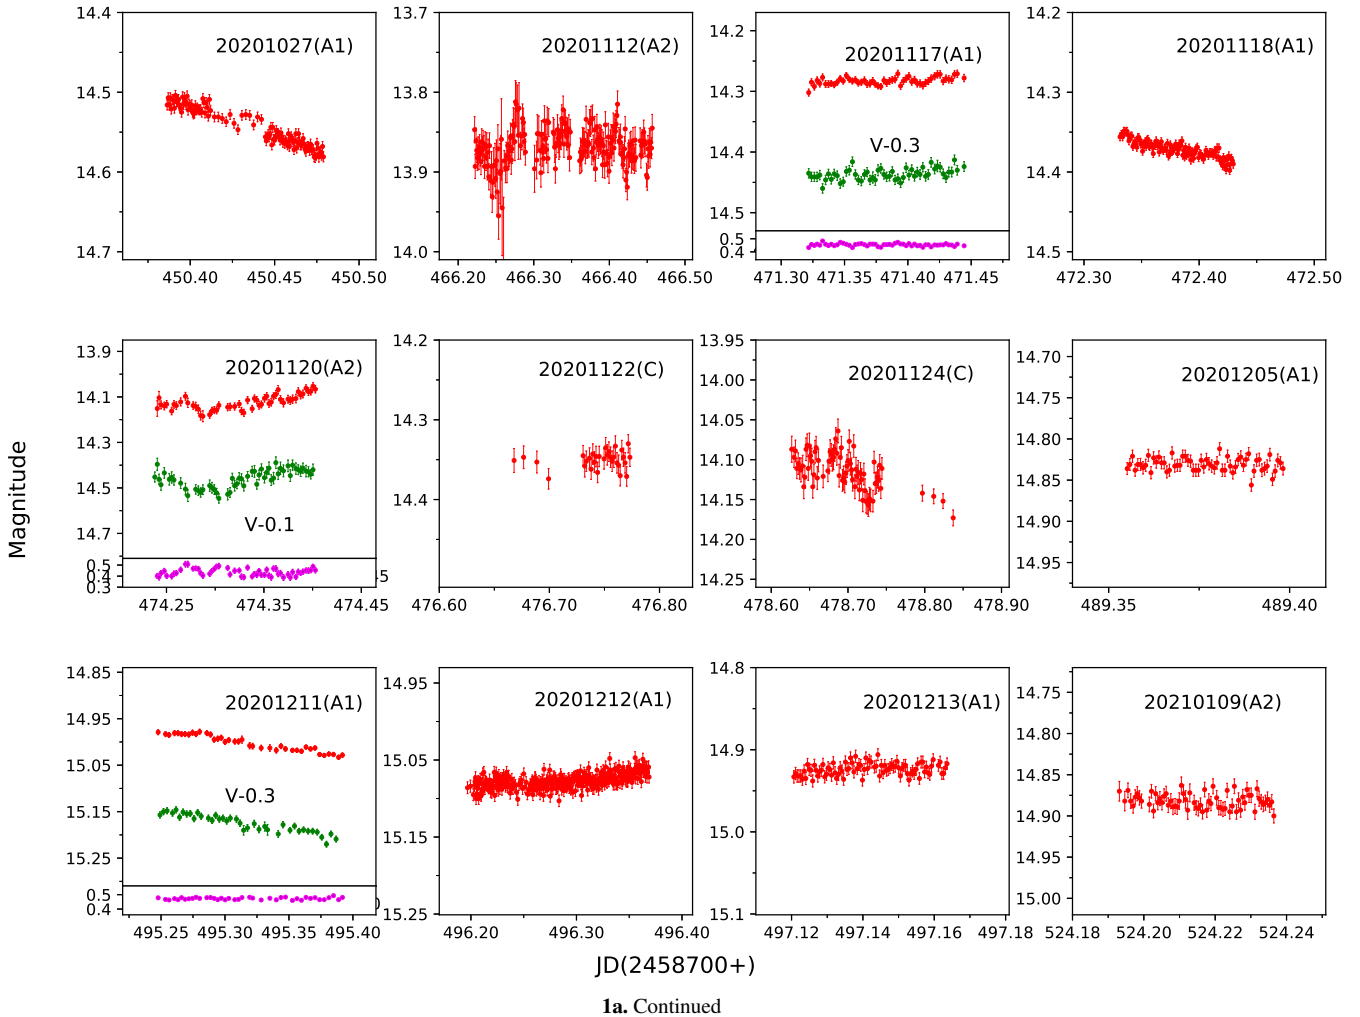 14.4
14.5
14.6
14.7
20201027(A1)
450.40 450.45 450.50
13.7
13.8
13.9
14.0
20201112(A2)
466.20 466.30 466.40 466.50
14.2
14.3
14.4
14.5
0.5
0.4
20201117(A1)
V-0.3
471.30 471.35 471.40 471.45
14.2
14.3
14.4
14.5
20201118(A1)
472.30 472.40 472.50
13.9
14.1
14.3
14.5
14.7
0.5
0.4
0.3
20201120(A2)
V-0.1
474.25 474.35 474.45
14.2
14.3
14.4
20201122(C)
476.60 476.70 476.80
13.95
14.00
14.05
14.10
14.15
14.20
14.25
20201124(C)
478.60 478.70 478.80 478.90
14.70
14.75
14.80
14.85
14.90
14.95
20201205(A1)
489.35 489.40
14.85
14.95
15.05
15.15
15.25
0.5
0.4
20201211(A1)
V-0.3
495.25 495.30 495.35 495.40
14.95
15.05
15.15
15.25
20201212(A1)
496.20 496.30 496.40
14.8
14.9
15.0
15.1
20201213(A1)
497.12 497.14 497.16 497.18
14.75
14.80
14.85
14.90
14.95
15.00
20210109(A2)
524.18 524.20 524.22 524.24
Magnitude
JD(2458700+)
1a. Continued